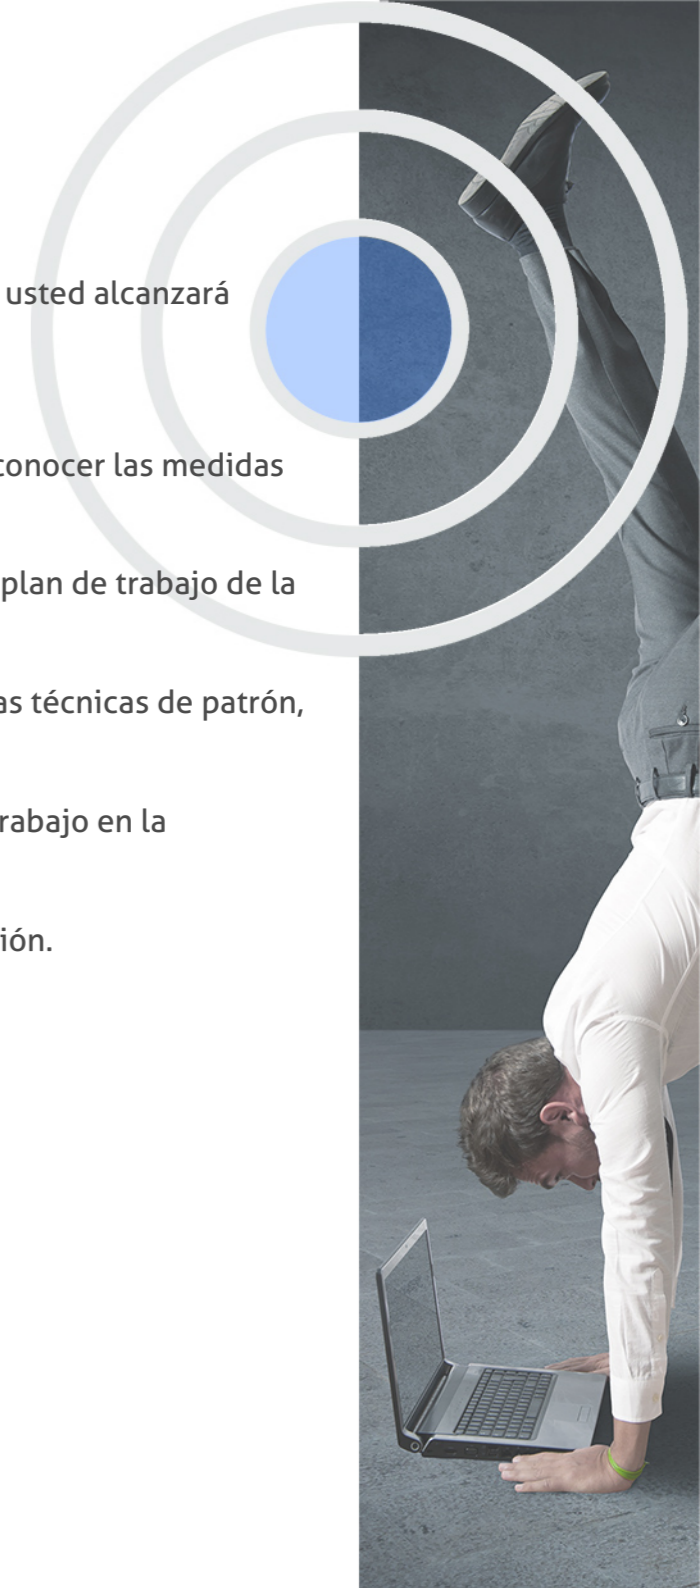 usted alcanzará
conocer las medidas
plan de trabajo de la
as técnicas de patrón,
rabajo en la
ión.